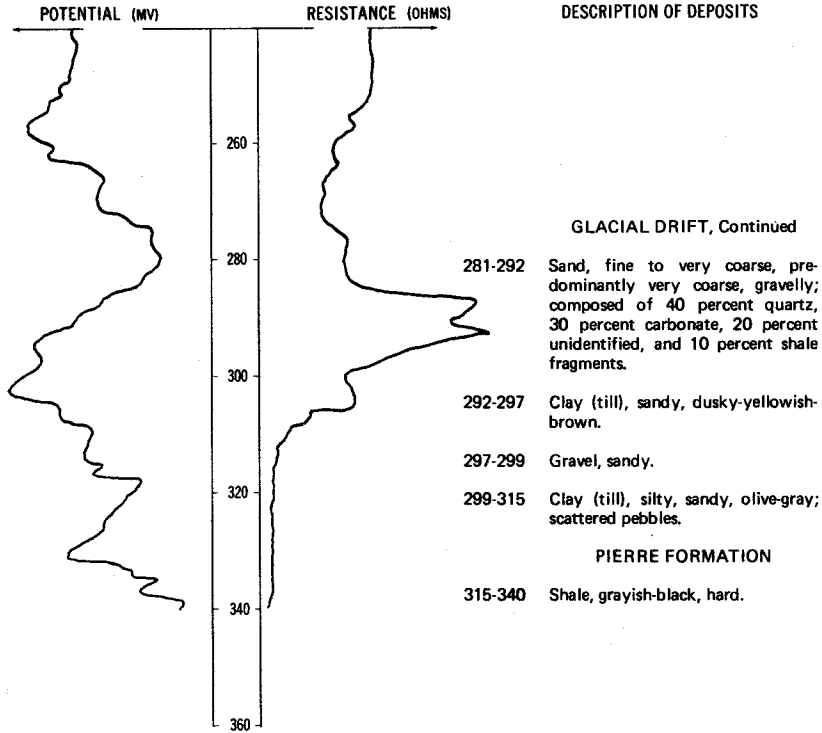 POTENTIAL (MV) RESISTANCE (OHMS) DESCRIPTION OF DEPOSITS
260
GLACIAL DRIFT, Continued
280
281-292 Sand, fine to very coarse, pre-
dominantly very coarse, gravelly;
composed of 40 percent quartz,
30 percent carbonate, 20 percent
unidentified, and 10 percent shale
fragments.
300
292-297 Clay (till), sandy, dusky-yellowish-
brown.
297-299 Gravel, sandy.
320
299-315 Clay (till), silty, sandy, olive-gray;
scattered pebbles.
PIERRE FORMATION
315-340 Shale, grayish-black, hard.
340
360